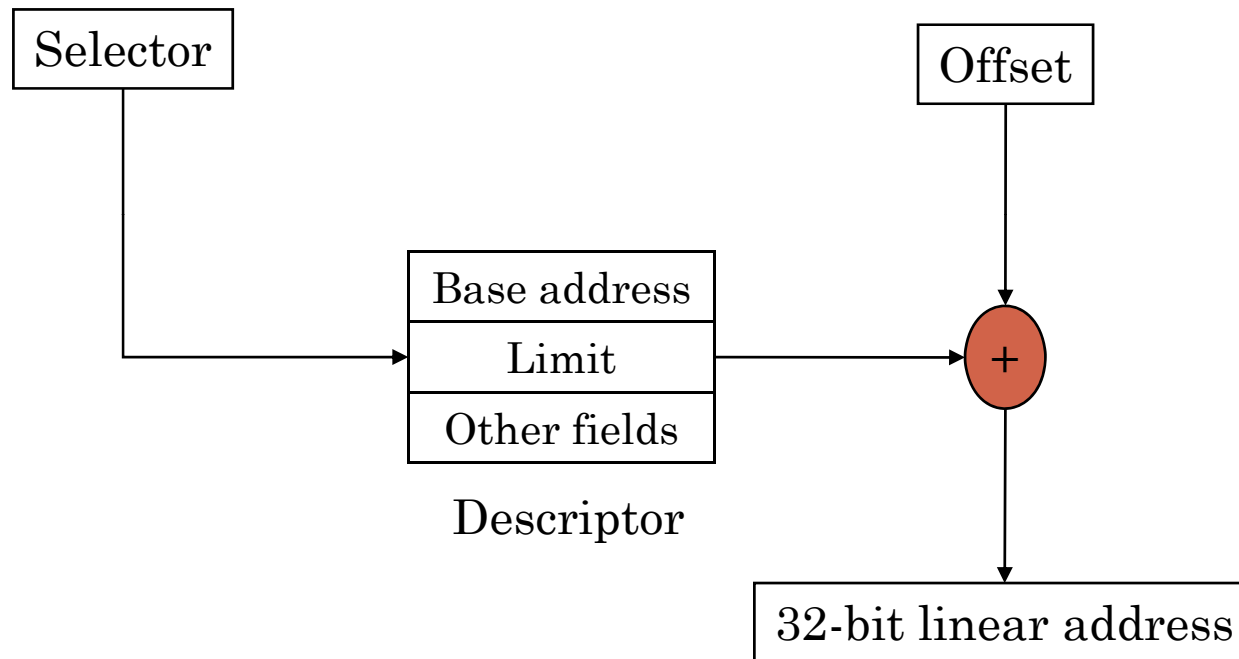 Selector
Offset
Base address
Limit
+
Other fields
Descriptor
32-bit linear address